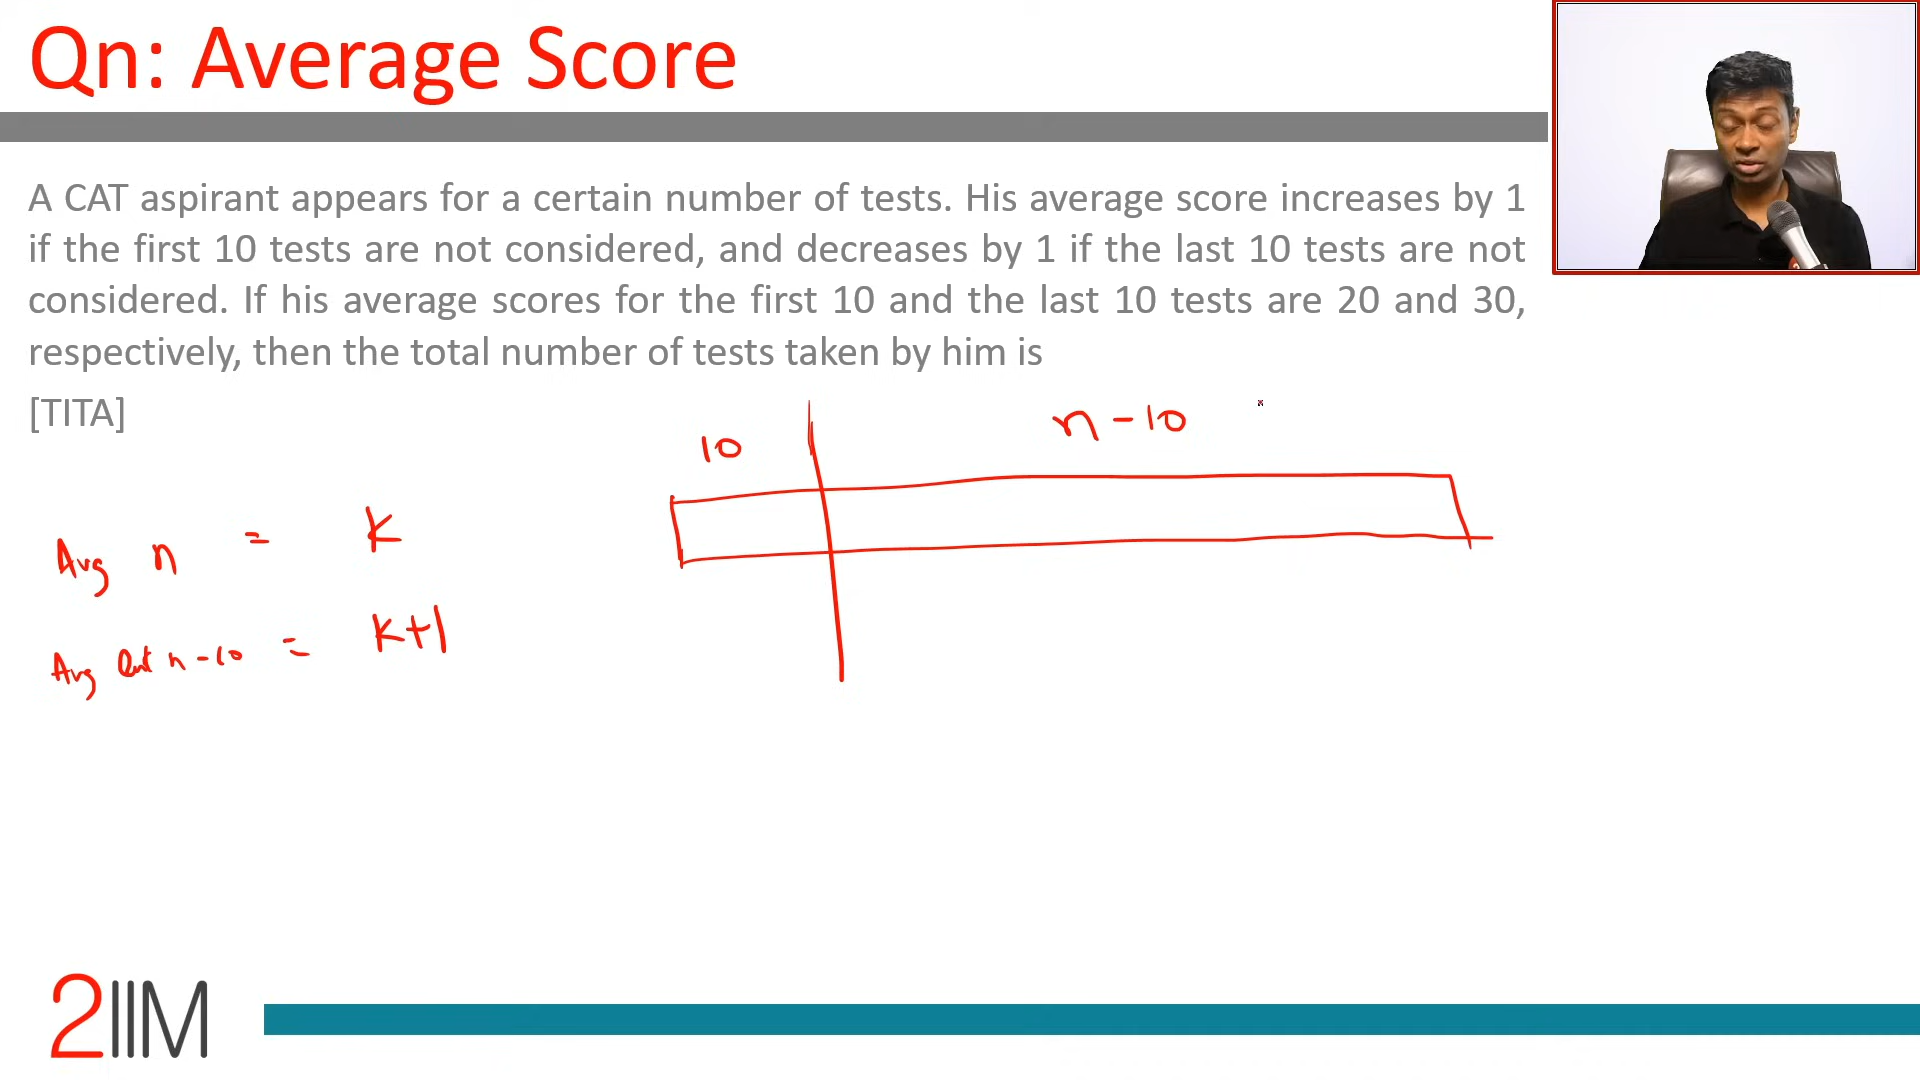 Qn: Average Score
A CAT aspirant appears for a certain number of tests. His average score increases by 1
if the first 10 tests are not considered, and decreases by 1 if the last 10 tests are not
considered. If his average scores for the first 10 and the last 10 tests are 20 and 30,
respectively, then the total number of tests taken by him is
[TITA]
10
n - 10
Avg n = k
Avg n - 10 = k+1
2IIM